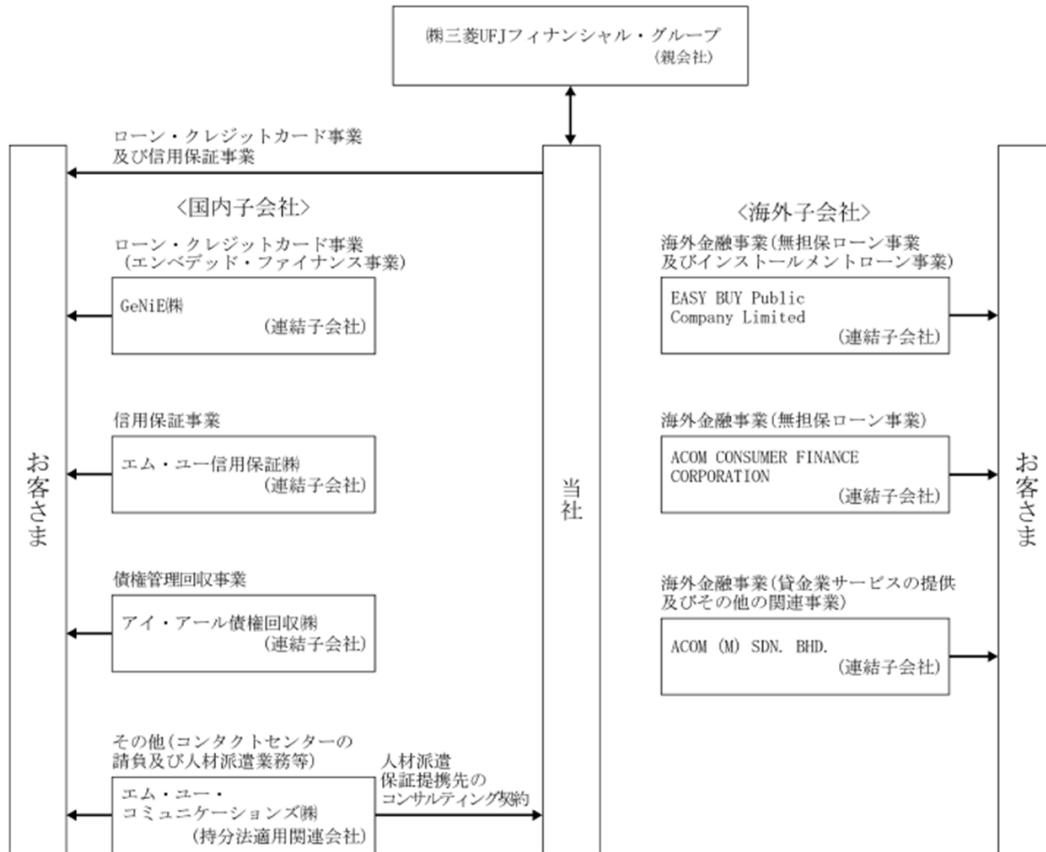 ㈱三菱UFJフィナンシャル・グループ
(親会社)
ローン・クレジットカード事業
及び信用保証事業
<国内子会社>
ローン・クレジットカード事業
(エンベデッド・ファイナンス事業)
GeNiE㈱
(連結子会社)
信用保証事業
エム・ユー信用保証㈱
(連結子会社)
債権管理回収事業
アイ・アール債権回収㈱
(連結子会社)
その他(コンタクトセンターの
請負及び人材派遣業務等)
エム・ユー・
コミュニケーションズ㈱
(持分法適用関連会社)
人材派遣
保証提携先の
コンサルティング契約
お客さま
当社
<海外子会社>
海外金融事業(無担保ローン事業
及びインストールメントローン事業)
EASY BUY Public
Company Limited
(連結子会社)
海外金融事業(無担保ローン事業)
ACOM CONSUMER FINANCE
CORPORATION
(連結子会社)
海外金融事業(貸金業サービスの提供
及びその他の関連事業)
ACOM (M) SDN. BHD.
(連結子会社)
お客さま